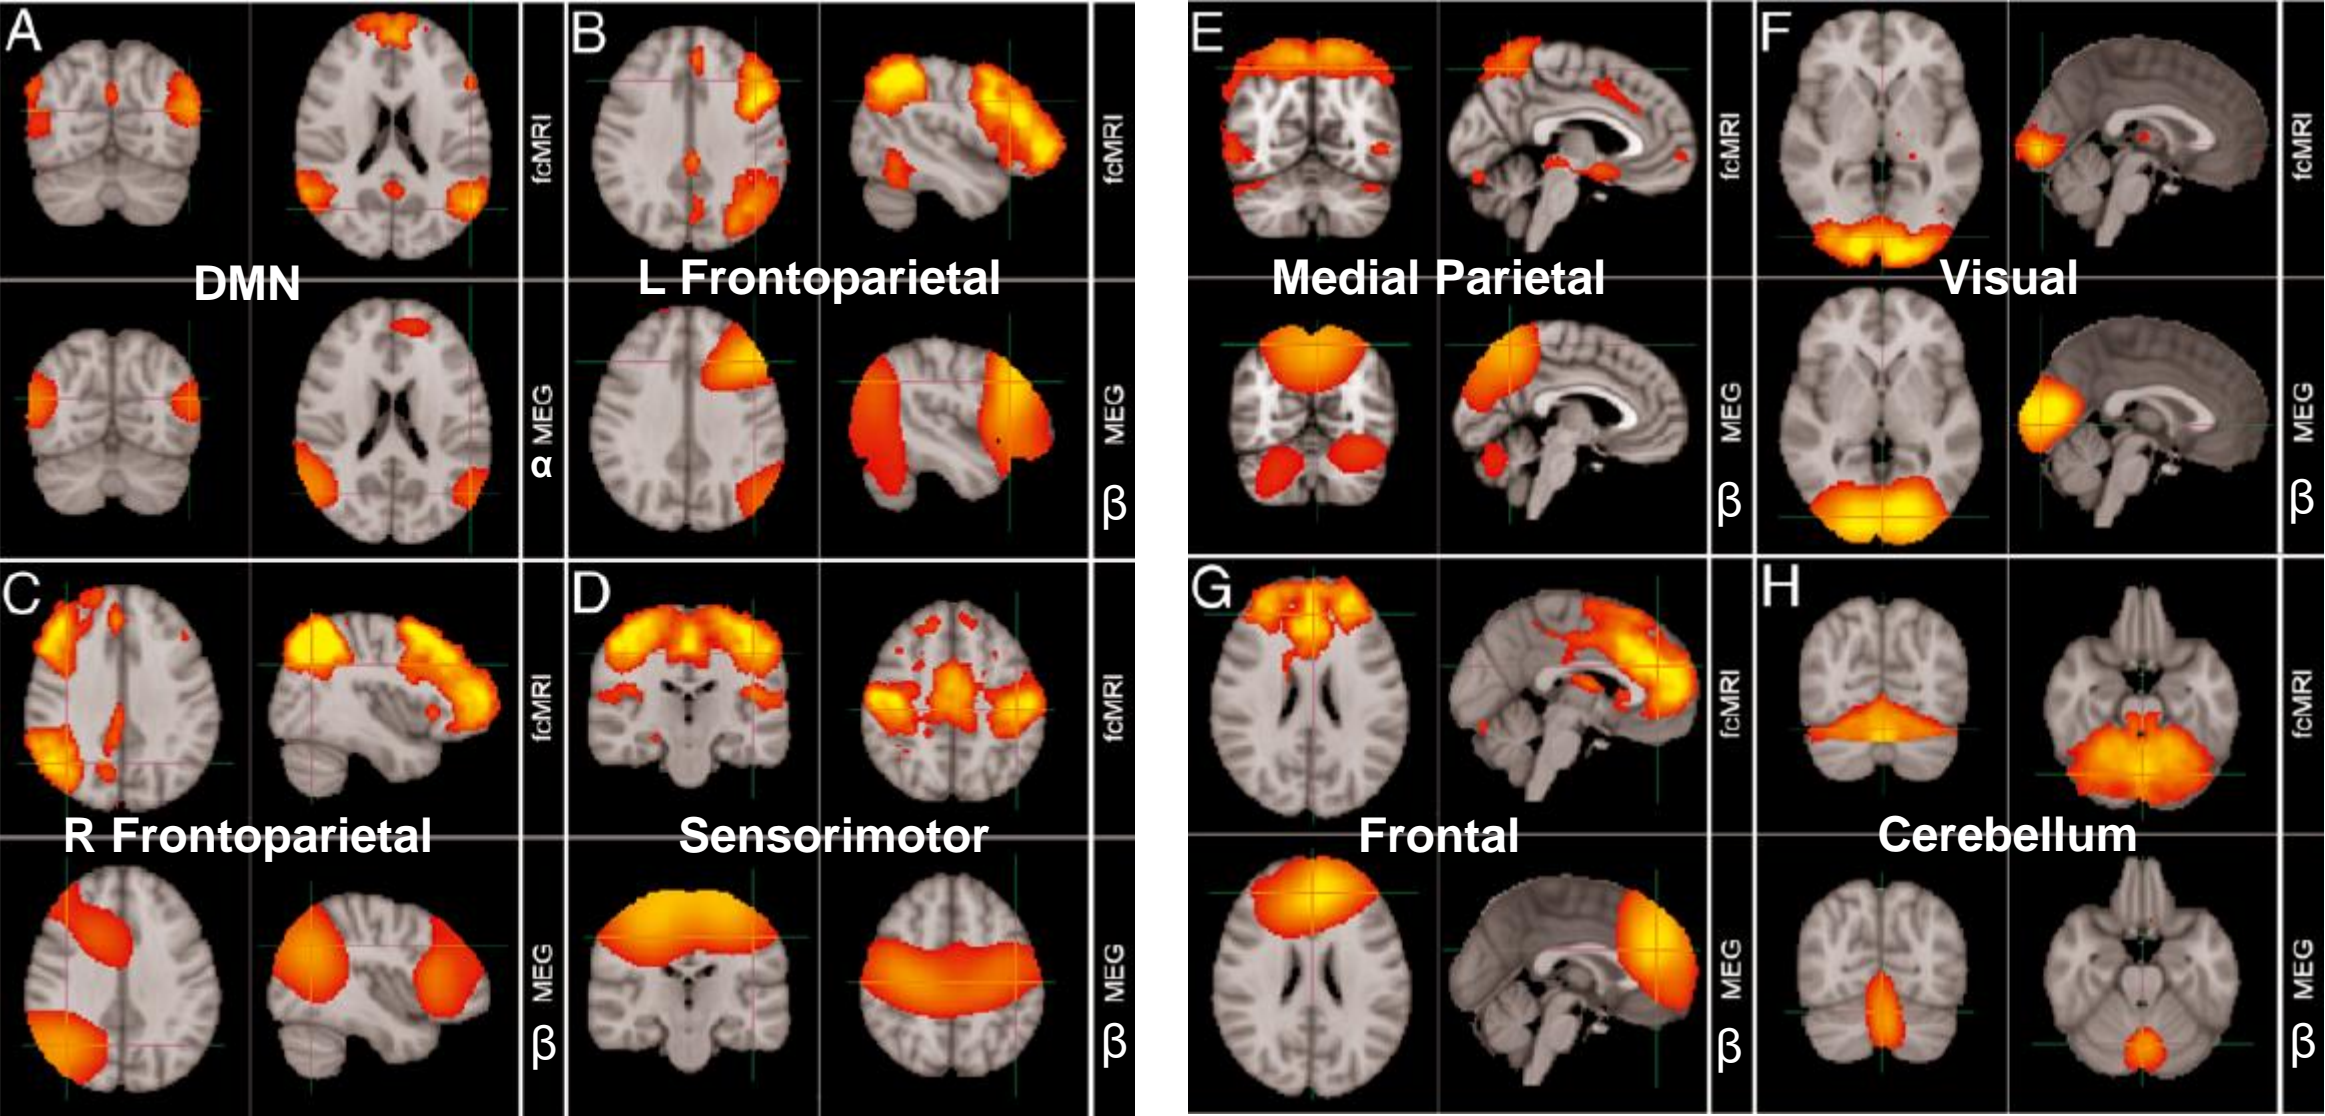 A
fcMRI
DMN
MEG
α
B
fcMRI
L Frontoparietal
MEG
β
C
fcMRI
R Frontoparietal
MEG
β
D
fcMRI
Sensorimotor
MEG
β
E
fcMRI
Medial Parietal
MEG
β
F
fcMRI
Visual
MEG
β
G
fcMRI
Frontal
MEG
β
H
fcMRI
Cerebellum
MEG
β